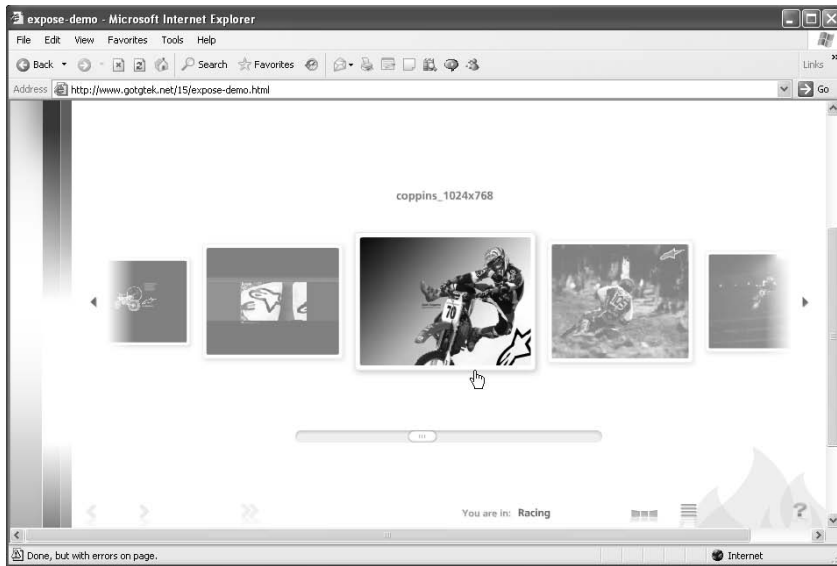 expose-demo - Microsoft Internet Explorer
File Edit View Favorites Tools Help
Back Search Favorites Links »
Address http://www.gotgtek.net/15/expose-demo.html Go
coppins_1024x768
70
You are in: Racing ?
Done, but with errors on page. Internet